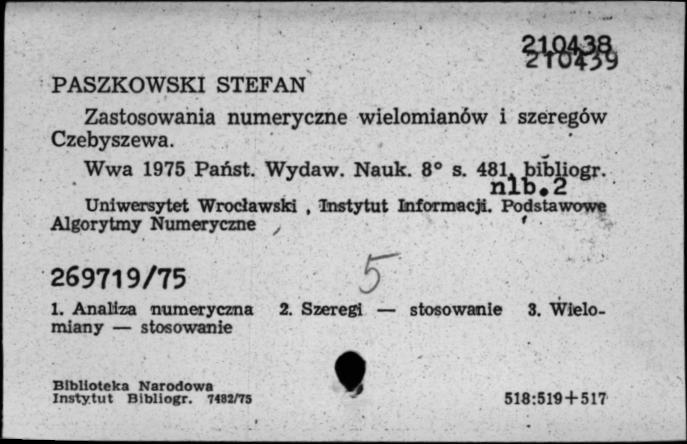 210438
210439
PASZKOWSKI STEFAN
Zastosowania numeryczne wielomianów i szeregów
Czebyszewa.
Wwa 1975 Państ. Wydaw. Nauk. 8° s. 481, bibliogr.
nlb.2
Uniwersytet Wrocławski , Instytut Informacji. Podstawowe
Algorytmy Numeryczne
269719/75
5
1. Analiza numeryczna 2. Szeregi — stosowanie 3. Wielo-
miany — stosowanie
Biblioteka Narodowa
Instytut Bibliogr. 7482/75
518:519+517